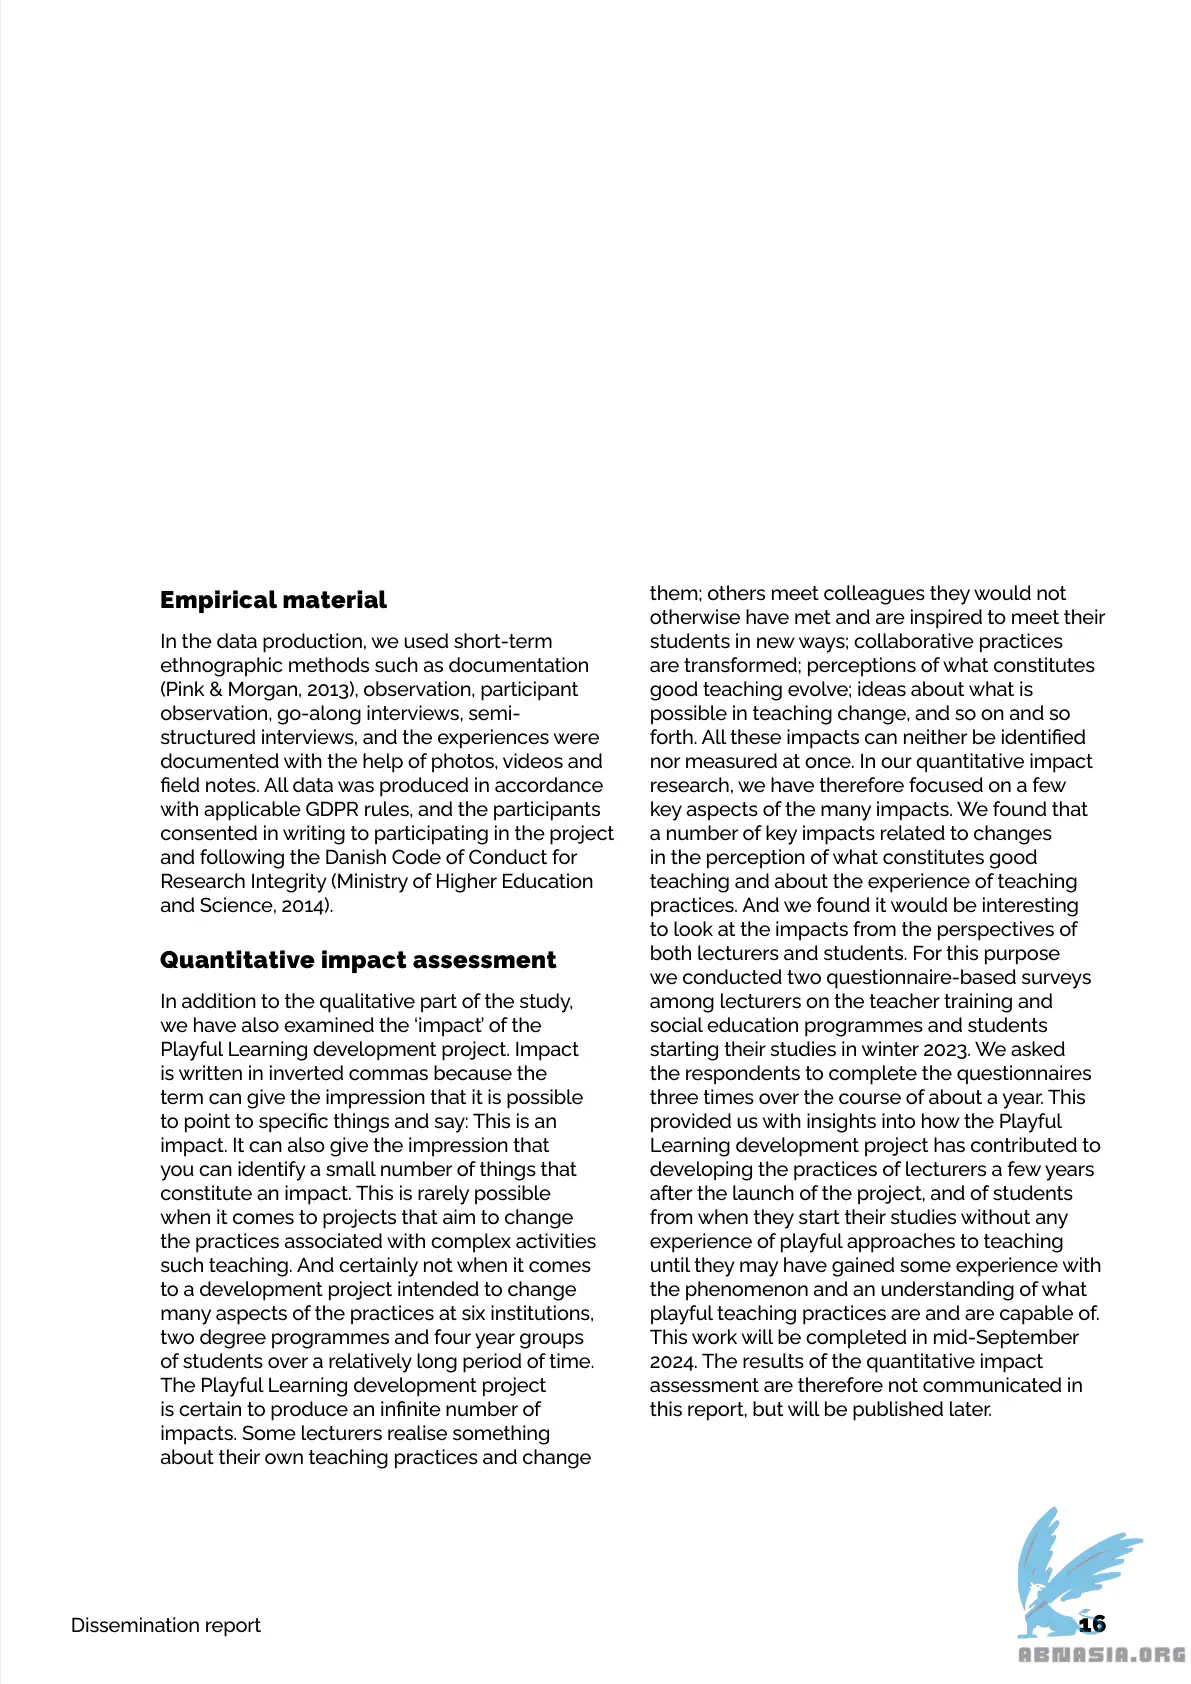 Empirical material
In the data production, we used short-term
ethnographic methods such as documentation
(Pink & Morgan, 2013), observation, participant
observation, go-along interviews, semi-
structured interviews, and the experiences were
documented with the help of photos, videos and
field notes. All data was produced in accordance
with applicable GDPR rules, and the participants
consented in writing to participating in the project
and following the Danish Code of Conduct for
Research Integrity (Ministry of Higher Education
and Science, 2014).
Quantitative impact assessment
In addition to the qualitative part of the study,
we have also examined the ‘impact’ of the
Playful Learning development project. Impact
is written in inverted commas because the
term can give the impression that it is possible
to point to specific things and say: This is an
impact. It can also give the impression that
you can identify a small number of things that
constitute an impact. This is rarely possible
when it comes to projects that aim to change
the practices associated with complex activities
such teaching. And certainly not when it comes
to a development project intended to change
many aspects of the practices at six institutions,
two degree programmes and four year groups
of students over a relatively long period of time.
The Playful Learning development project
is certain to produce an infinite number of
impacts. Some lecturers realise something
about their own teaching practices and change
them; others meet colleagues they would not
otherwise have met and are inspired to meet their
students in new ways; collaborative practices
are transformed; perceptions of what constitutes
good teaching evolve; ideas about what is
possible in teaching change, and so on and so
forth. All these impacts can neither be identified
nor measured at once. In our quantitative impact
research, we have therefore focused on a few
key aspects of the many impacts. We found that
a number of key impacts related to changes
in the perception of what constitutes good
teaching and about the experience of teaching
practices. And we found it would be interesting
to look at the impacts from the perspectives of
both lecturers and students. For this purpose
we conducted two questionnaire-based surveys
among lecturers on the teacher training and
social education programmes and students
starting their studies in winter 2023. We asked
the respondents to complete the questionnaires
three times over the course of about a year. This
provided us with insights into how the Playful
Learning development project has contributed to
developing the practices of lecturers a few years
after the launch of the project, and of students
from when they start their studies without any
experience of playful approaches to teaching
until they may have gained some experience with
the phenomenon and an understanding of what
playful teaching practices are and are capable of.
This work will be completed in mid-September
2024. The results of the quantitative impact
assessment are therefore not communicated in
this report, but will be published later.
Dissemination report
16
ABNASIA.ORG